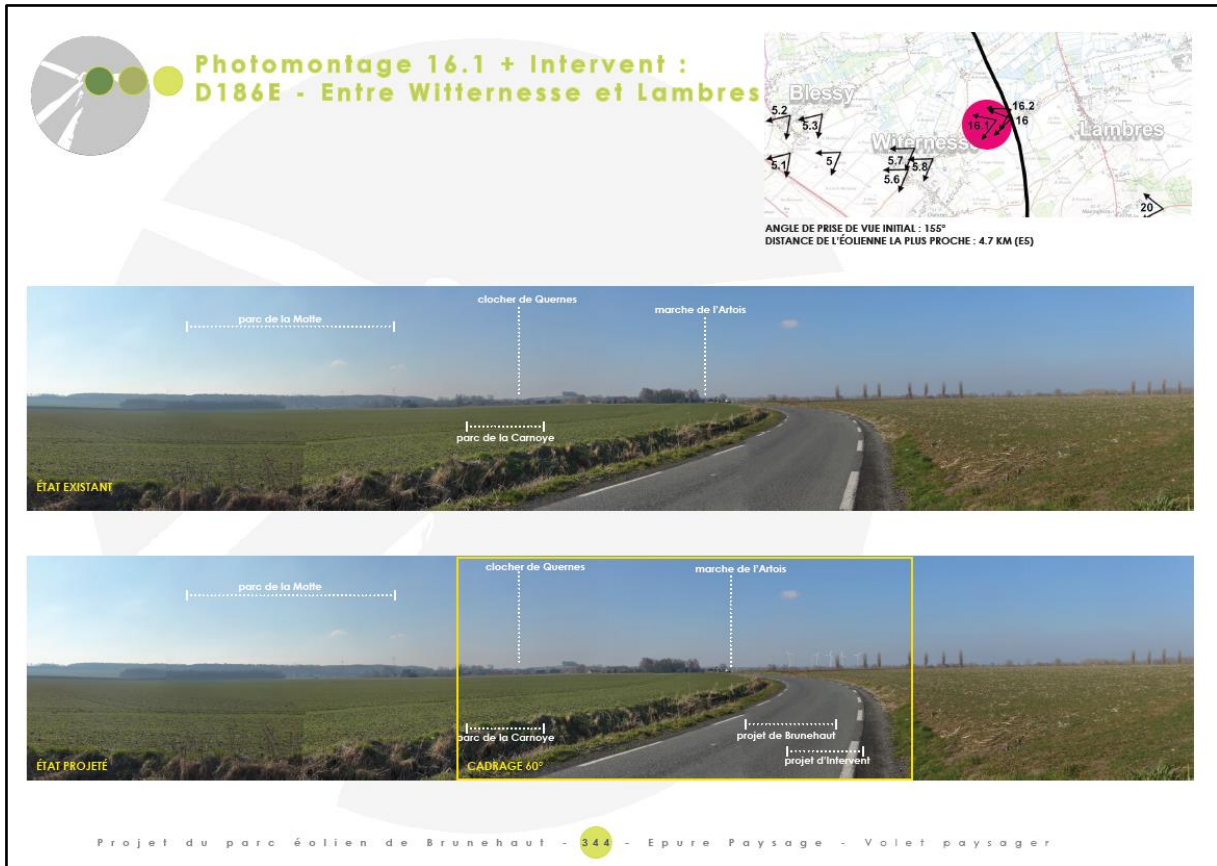 Photomontage 16.1 + Intervent :
D186E - Entre Witternesse et Lambres
Blessy
5.2
5.3
5.1
5
Witternesse
5.7
5.8
5.6
16.1
16.2
16
Lambres
20
ANGLE DE PRISE DE VUE INITIAL : 155°
DISTANCE DE L'ÉOLIENNE LA PLUS PROCHE : 4.7 KM (E5)
parc de la Motte
clocher de Quernes
marche de l'Artois
parc de la Carnoye
ÉTAT EXISTANT
parc de la Motte
clocher de Quernes
marche de l'Artois
parc de la Carnoye
projet de Brunehaut
projet d'Intervent
ÉTAT PROJETÉ
CADRAGE 60°
Projet du parc éolien de Brunehaut - 344 - Epure Paysage - Volet paysager